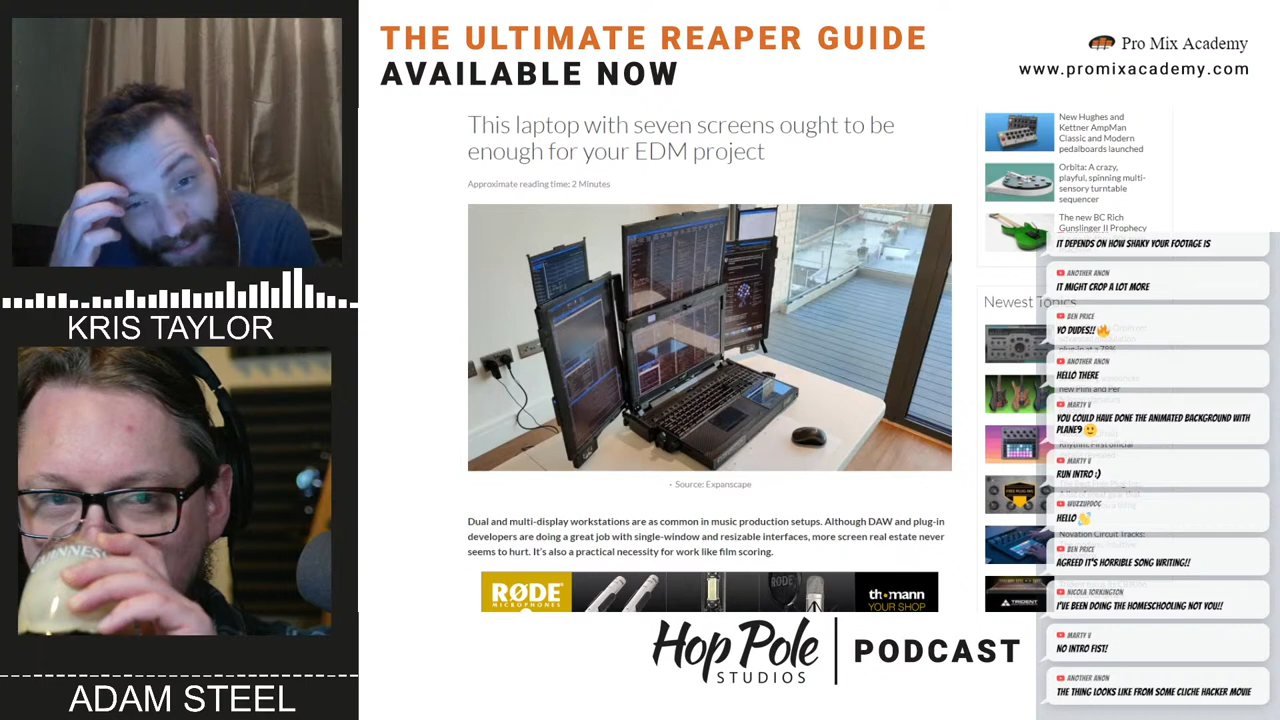 THE ULTIMATE REAPER GUIDE
AVAILABLE NOW
Pro Mix Academy
www.promixacademy.com
KRIS TAYLOR
GUINNESS
ADAM STEEL
This laptop with seven screens ought to be
enough for your EDM project
Approximate reading time: 2 Minutes
- Source: Expanscape
Dual and multi-display workstations are as common in music production setups. Although DAW and plug-in
developers are doing a great job with single-window and resizable interfaces, more screen real estate never
seems to hurt. It's also a practical necessity for work like film scoring.
RØDE
MICROPHONES
th•mann
YOUR SHOP
New Hughes and
Kettner AmpMan
Classic and Modern
pedalboards launched
Orbita: A crazy,
playful, spinning multi-
sensory turntable
sequencer
The new BC Rich
Gunslinger II Prophecy
Newest Topics
Novation Circuit Tracks:
TRIDENT
IT DEPENDS ON HOW SHAKY YOUR FOOTAGE IS
ANOTHER ANON
IT MIGHT CROP A LOT MORE
BEN PRICE
YO DUDES!! 🔥
ANOTHER ANON
HELLO THERE
MARTY V
YOU COULD HAVE DONE THE ANIMATED BACKGROUND WITH
PLANE9 🙂
MARTY V
RUN INTRO :)
WUZZUPDOG
HELLO 👋
BEN PRICE
AGREED IT'S HORRIBLE SONG WRITING!!
NICOLA TORKINGTON
I'VE BEEN DOING THE HOMESCHOOLING NOT YOU!!
MARTY V
NO INTRO FIST!
ANOTHER ANON
THE THING LOOKS LIKE FROM SOME CLICHE HACKER MOVIE
Hop Pole
STUDIOS
PODCAST